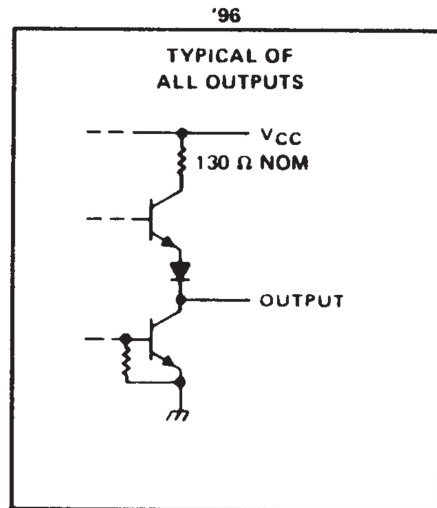 '96
TYPICAL OF
ALL OUTPUTS
VCC
130 Ω NOM
OUTPUT